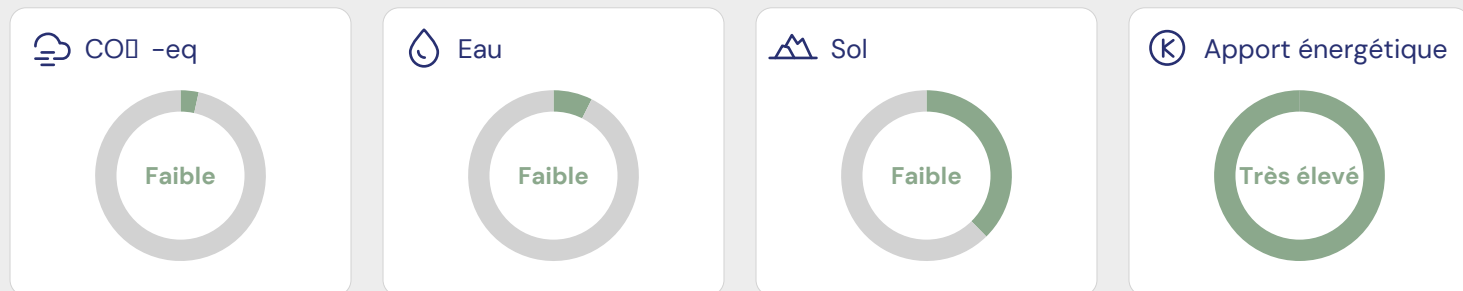 CO▯ -eq
Faible
Eau
Faible
Sol
Faible
Apport énergétique
Très élevé